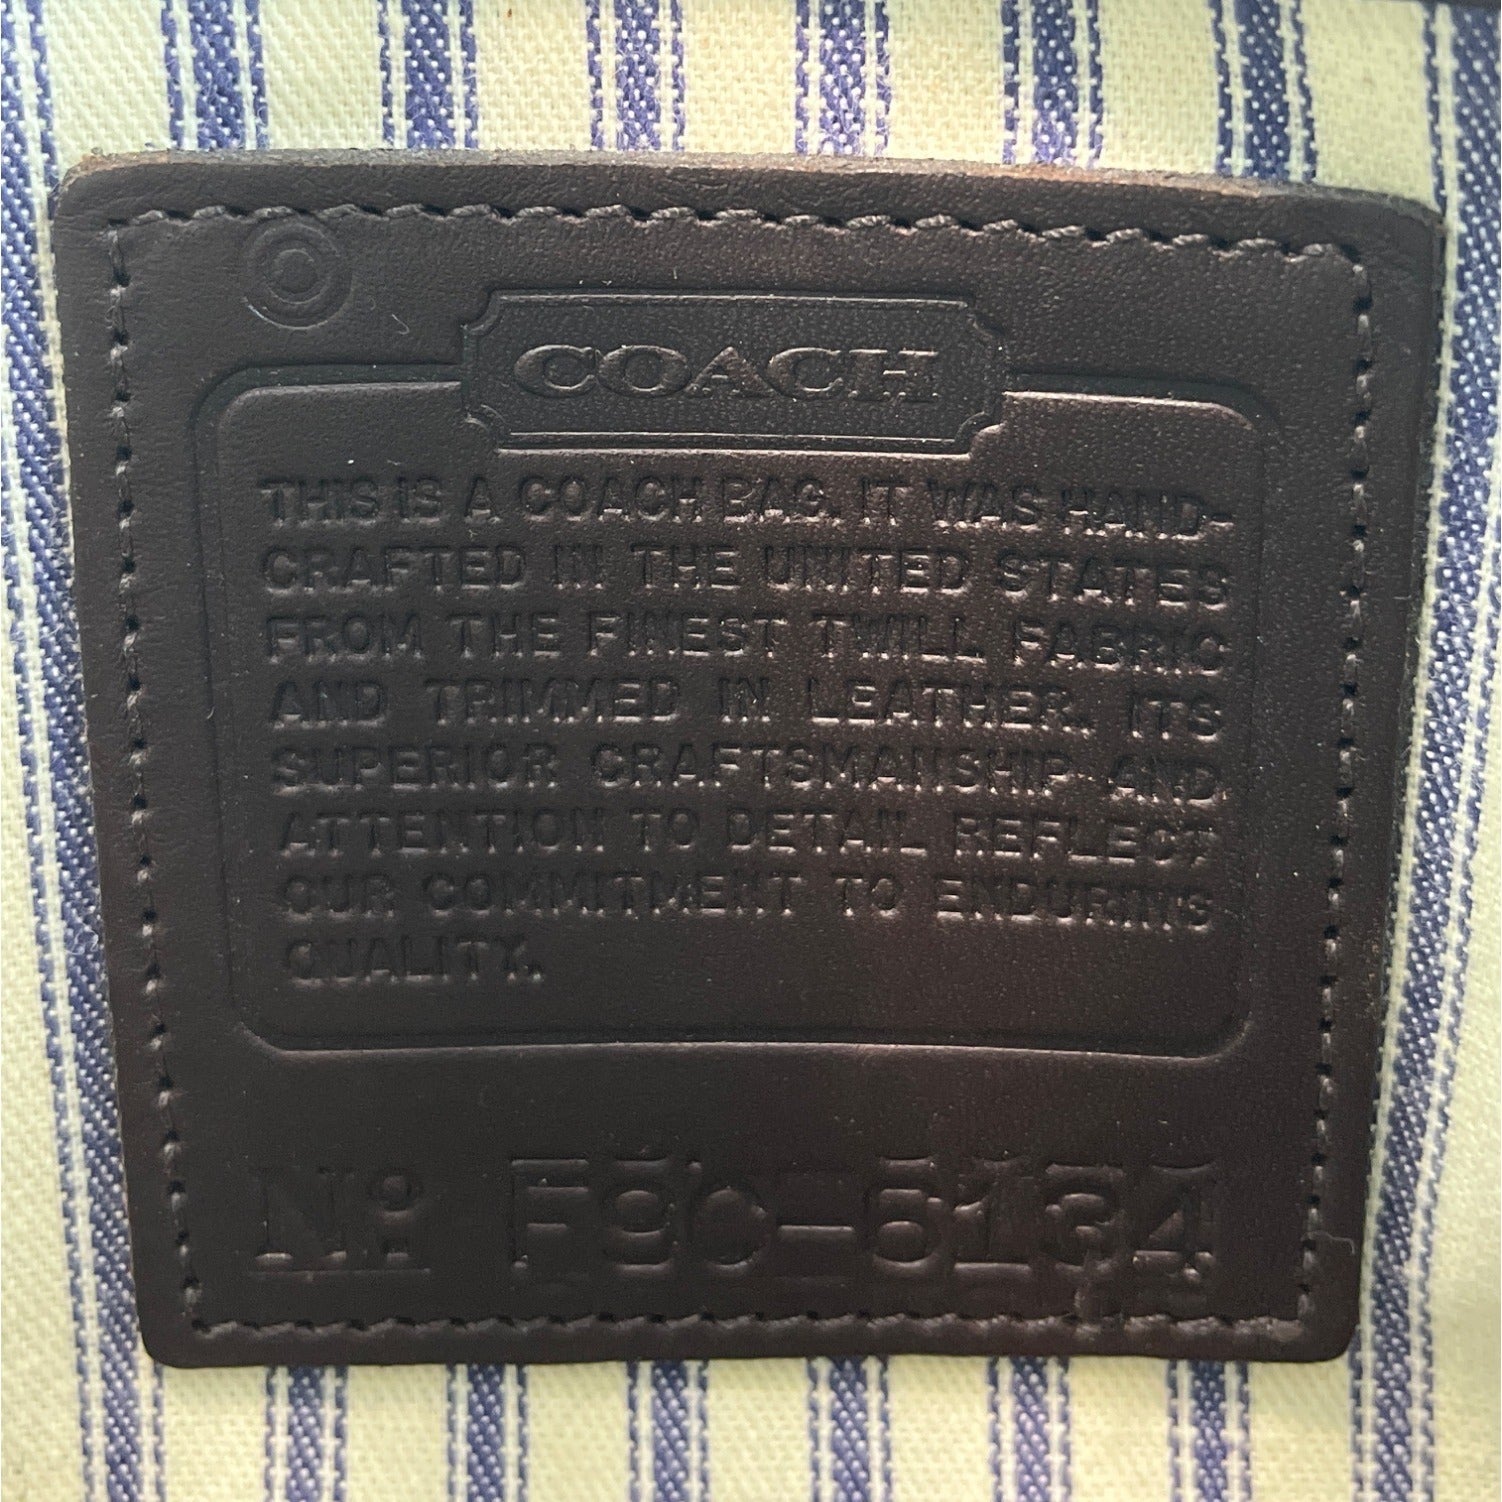 COACH
THIS IS A COACH BAG. IT WAS HAND-
CRAFTED IN THE UNITED STATES
FROM THE FINEST TWILL FABRIC
AND TRIMMED IN LEATHER. ITS
SUPERIOR CRAFTSMANSHIP AND
ATTENTION TO DETAIL REFLECT
OUR COMMITMENT TO ENDURING
QUALITY.
Nº F9C-6134